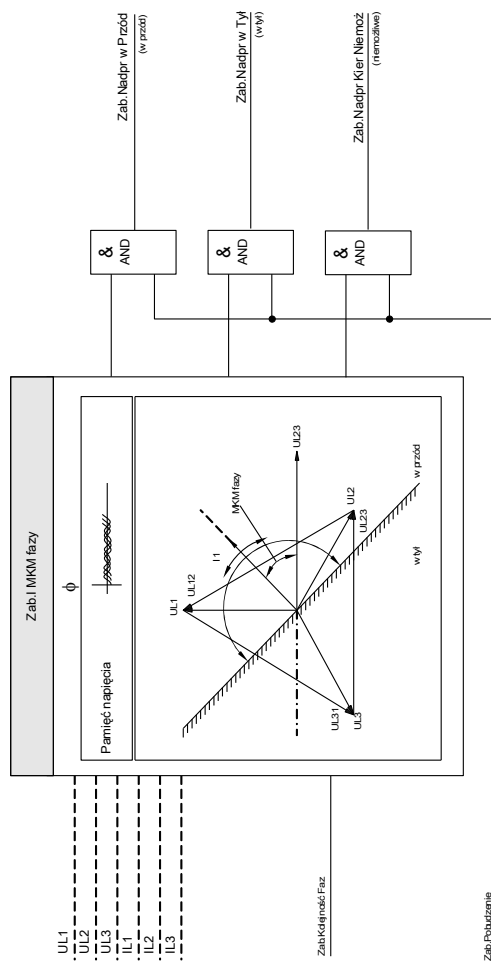 Zab.I MKM fazy
ϕ
Pamięć napięcia
UL1
UL2
UL3
IL1
IL2
IL3
UL1
UL12
I1
MKM fazy
UL23
UL2
UL23
UL31
UL3
w przód
w tył
Zab.Kolejność Faz
Zab.Pobudzenie
&
AND
Zab.Nadpr w Przód
(w przód)
&
AND
Zab.Nadpr w Tył
(w tył)
&
AND
Zab.Nadpr Kier Niemoż
(niemożliwe)